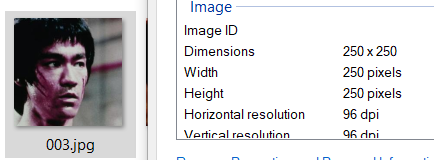 Image
Image ID
Dimensions 250 x 250
Width 250 pixels
Height 250 pixels
Horizontal resolution 96 dpi
Vertical resolution 96 dpi
003.jpg